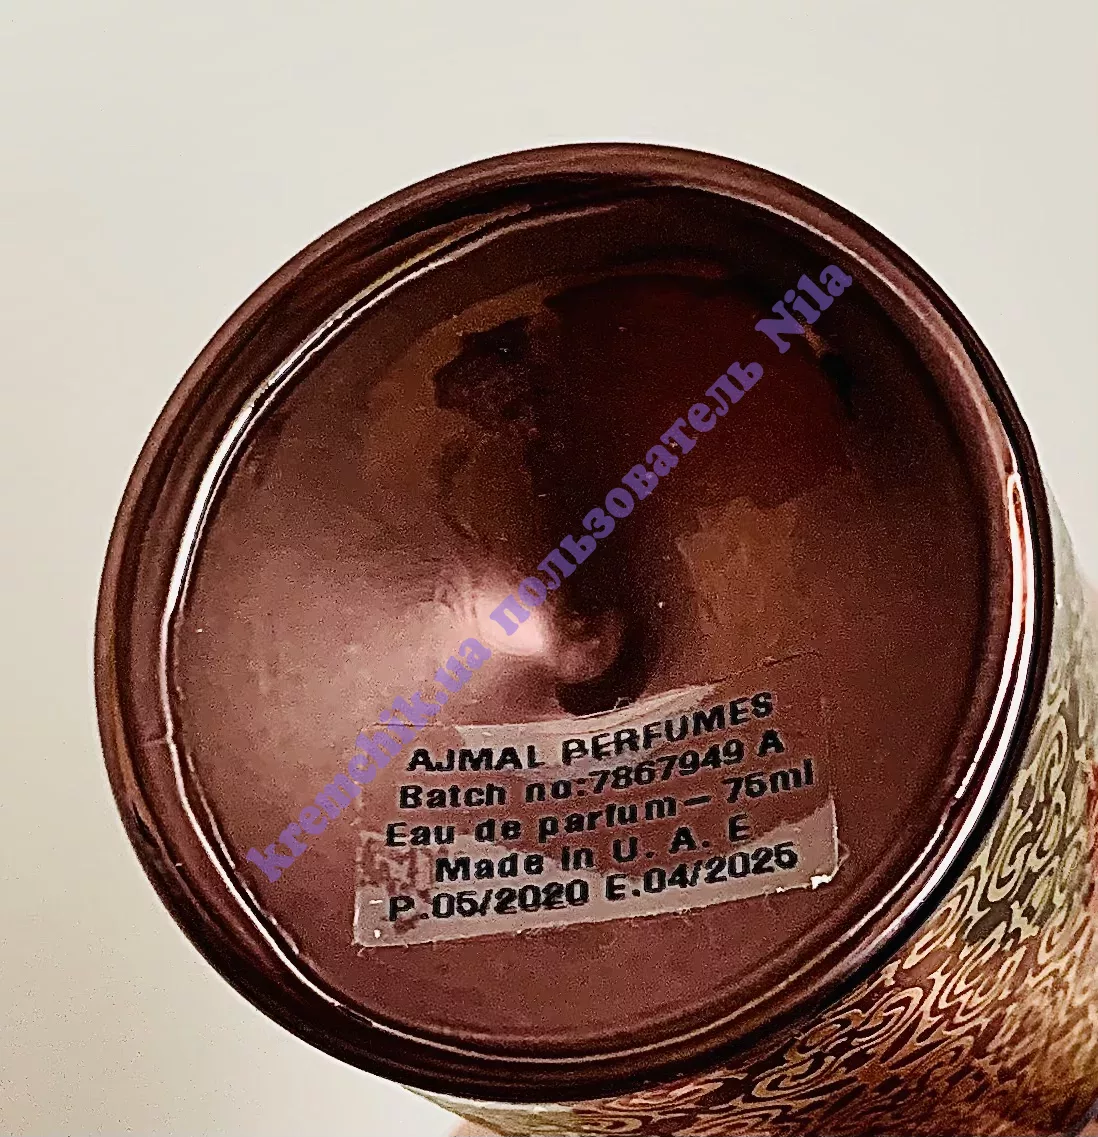 kremchik.ua пользователь Nila
AJMAL PERFUMES
Batch no:7867949 A
Eau de parfum - 75ml
Made in U. A. E
P.05/2020 E.04/2025